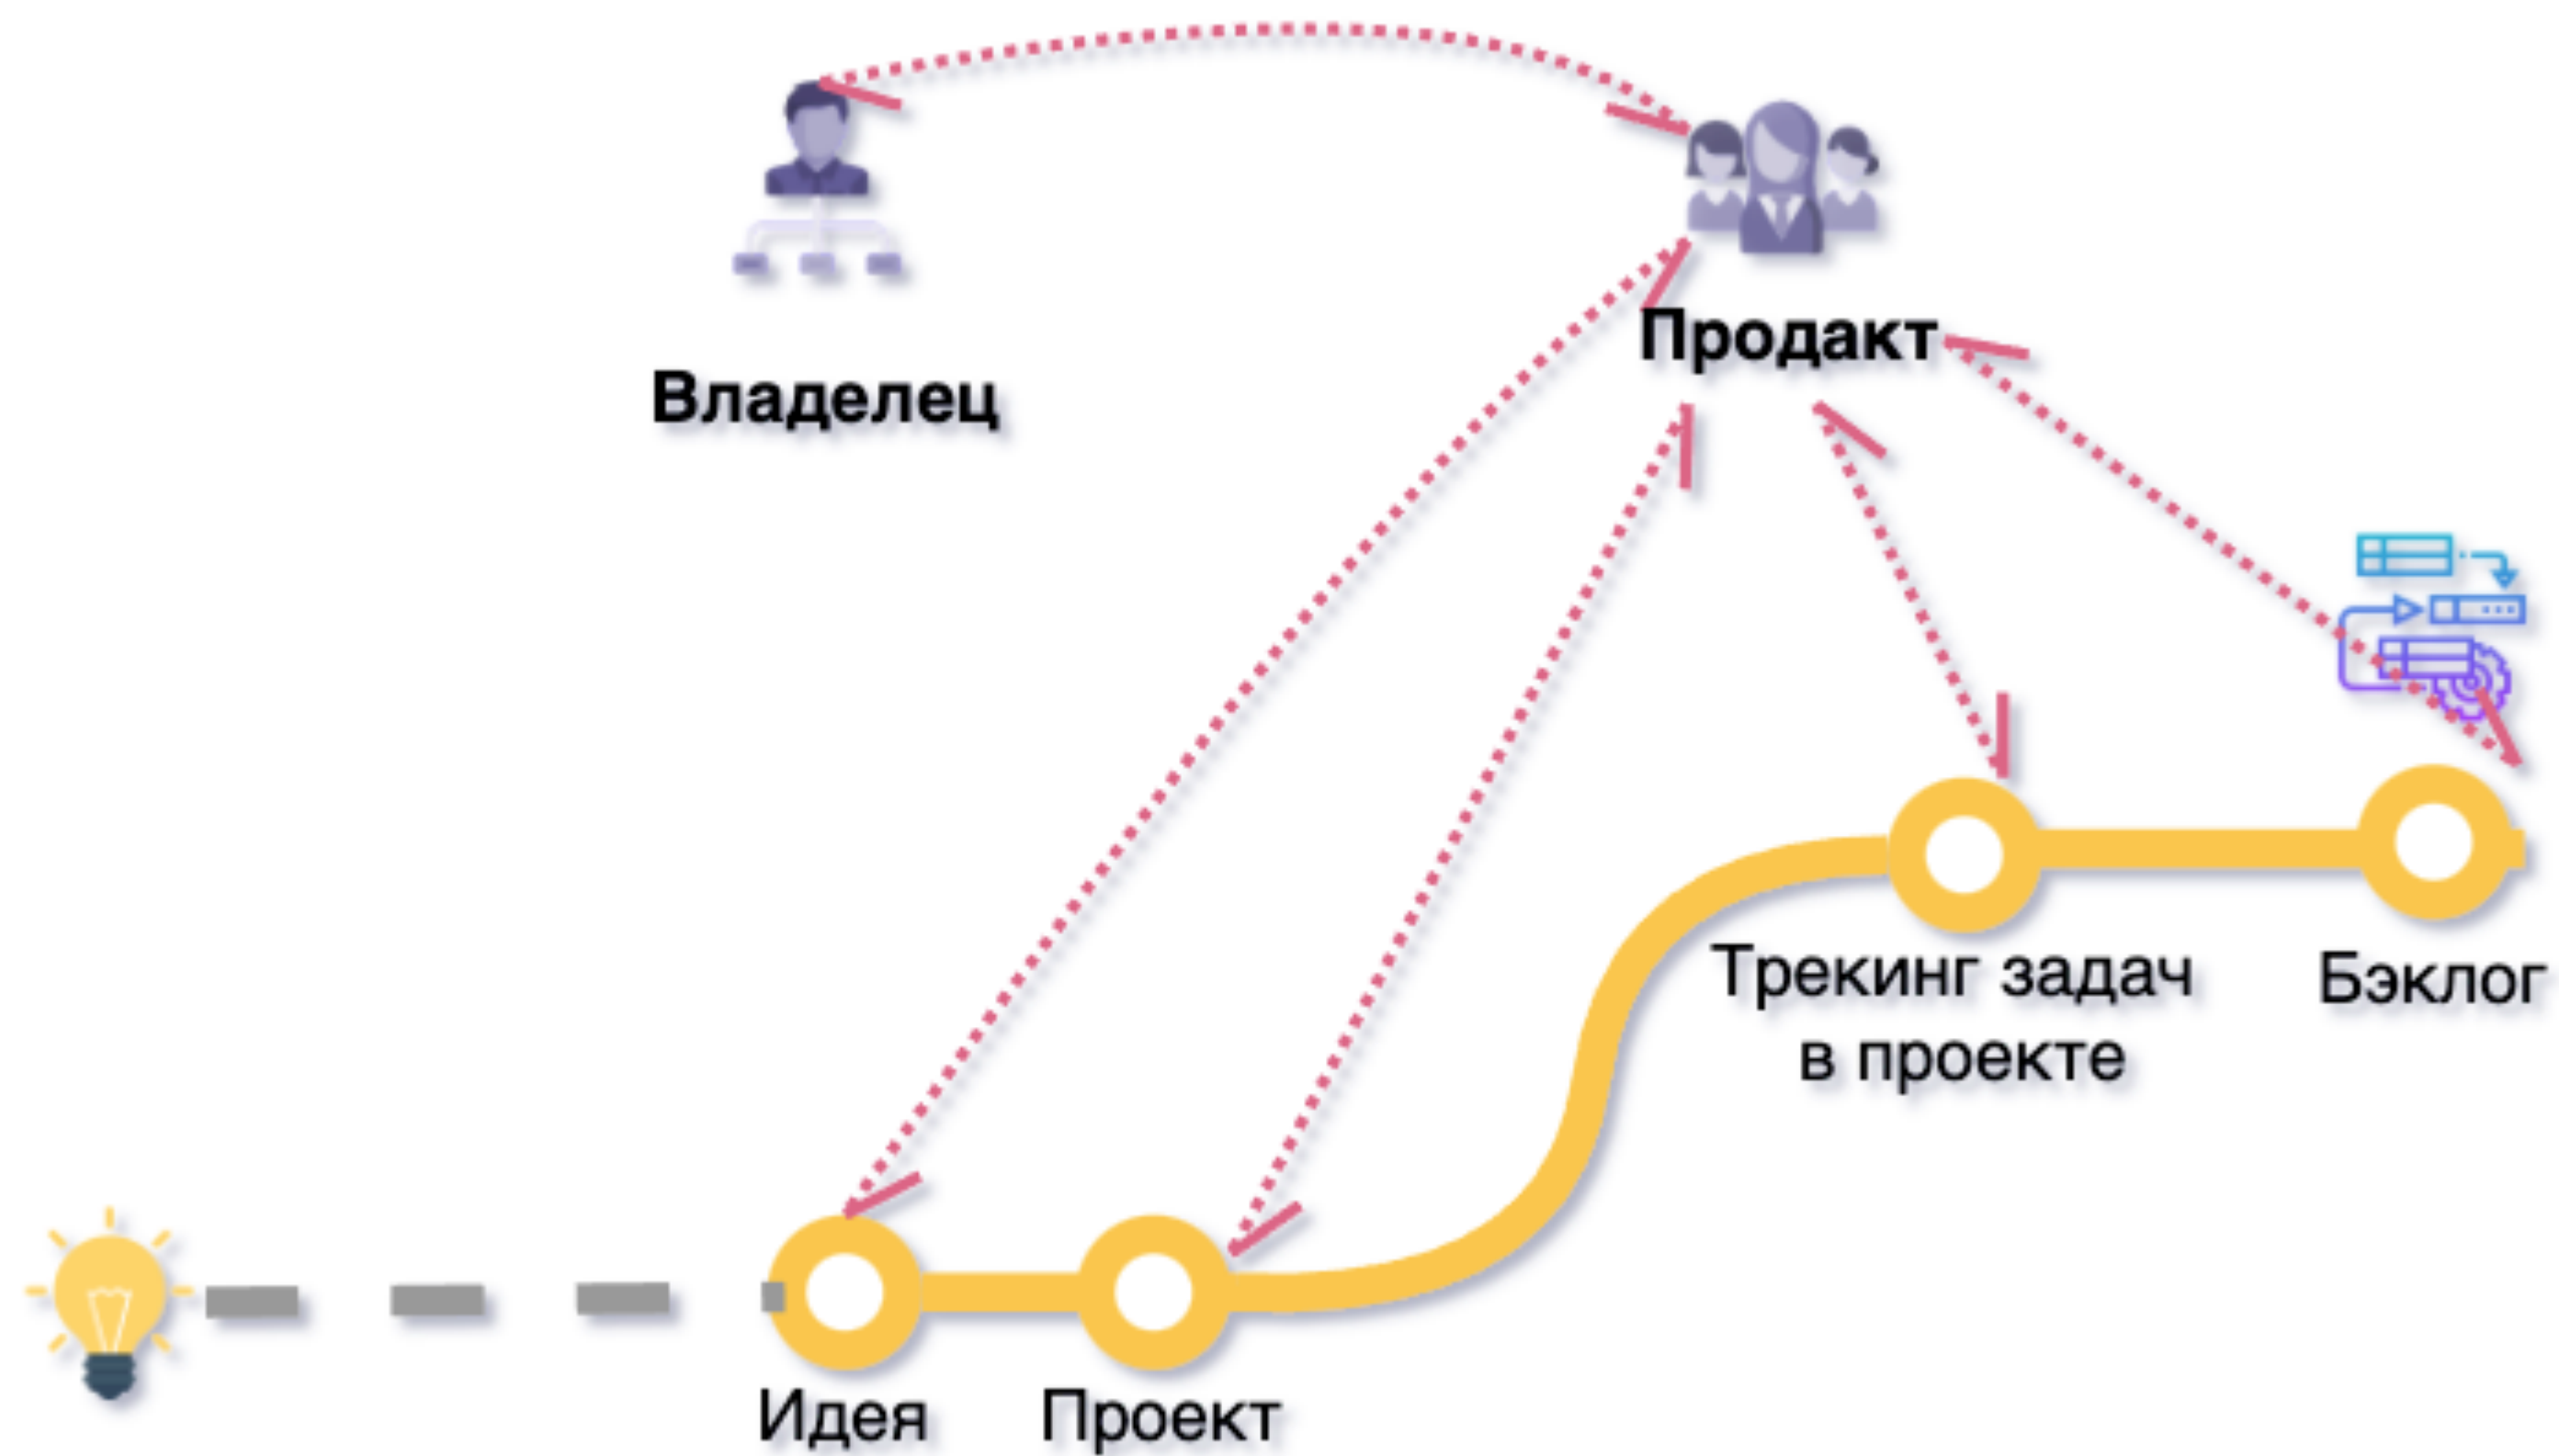 Владелец
Продакт
Трекинг задач
в проекте
Бэклог
Идея
Проект